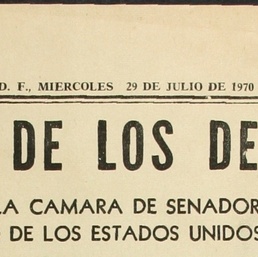 D. F., MIERCOLES 29 DE JULIO DE 1970
DE LOS DE
LA CAMARA DE SENADOR
DE LOS ESTADOS UNIDOS